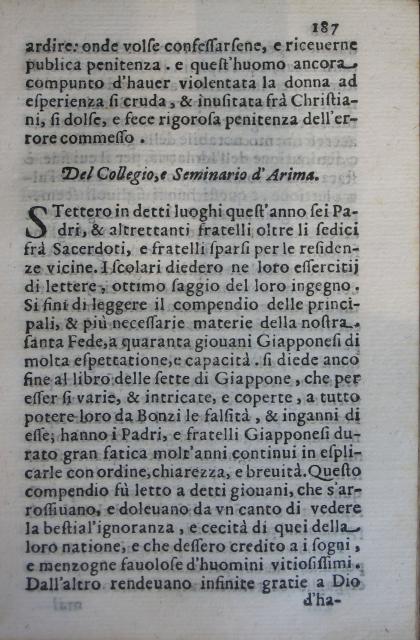 187
ardire: onde volse confessarsene, e riceuerne
publica penitenza. e quest'huomo ancora
compunto d'hauer violentata la donna ad
esperienza si cruda, & inusitata frà Christia-
ni, si dolse, e fece rigorosa penitenza dell'er-
rore commesso.
Del Collegio, e Seminario d'Arima.
STettero in detti luoghi quest'anno sei Pa-
dri, & altrettanti fratelli oltre li sedici
frà Sacerdoti, e fratelli sparsi per le residen-
ze vicine. I scolari diedero ne' loro essercitij
di lettere, ottimo saggio del loro ingegno.
Si finì di leggere il compendio delle princi-
pali, & più necessarie materie della nostra
santa Fede, a quaranta giouani Giapponesi di
molta espettatione, e capacità. si diede anco
fine al libro delle sette di Giappone, che per
esser sì varie, & intricate, e coperte, a tutto
potere loro da Bonzi le falsità, & inganni di
esse; hanno i Padri, e fratelli Giapponesi du-
rato gran fatica molt'anni continui in espli-
carle con ordine, chiarezza, e breuità. Questo
compendio fù letto a detti giouani, che s'ar-
rossiuano, e doleuano da vn canto di vedere
la bestial'ignoranza, e cecità di quei della
loro natione, e che dessero credito a i sogni,
e menzogne fauolose d'huomini vitiosissimi.
Dall'altro rendeuano infinite gratie a Dio
d'ha-